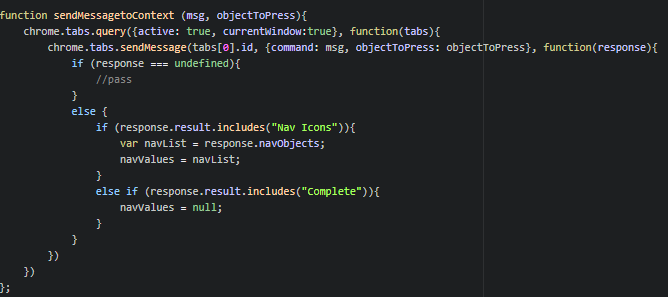 function sendMessagetoContext (msg, objectToPress){
    chrome.tabs.query({active: true, currentWindow:true}, function(tabs){
        chrome.tabs.sendMessage(tabs[0].id, {command: msg, objectToPress: objectToPress}, function(response){
            if (response === undefined){
                //pass
            }
            else {
                if (response.result.includes("Nav Icons")){
                    var navList = response.navObjects;
                    navValues = navList;
                }
                else if (response.result.includes("Complete")){
                    navValues = null;
                }
            }
        })
    })
};